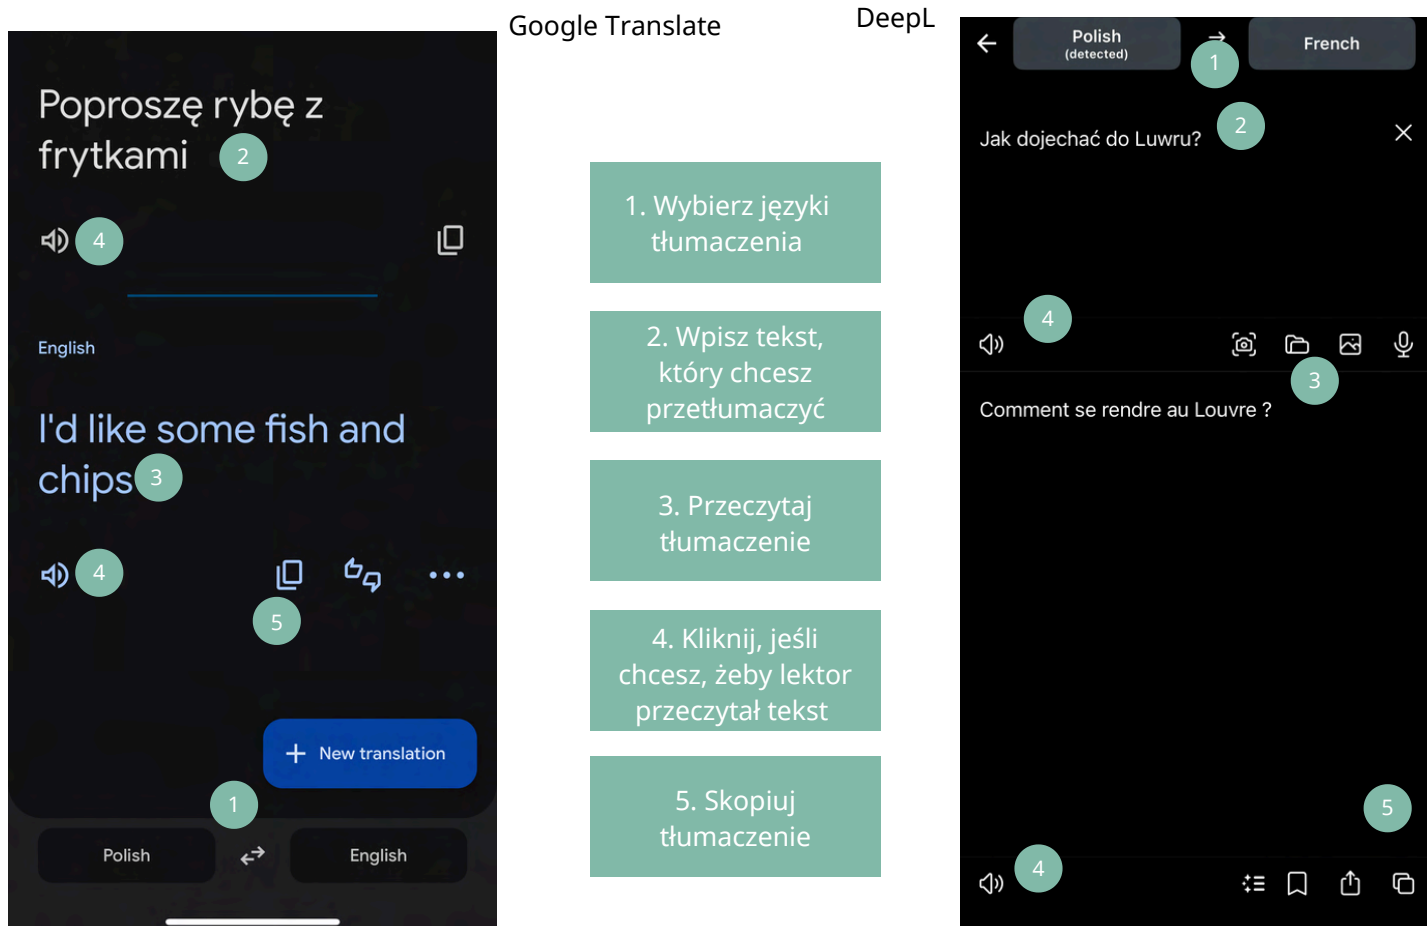 Google Translate
DeepL
Poproszę rybę z
frytkami
2
4
English
I'd like some fish and
chips
3
4
5
New translation
1
Polish
English
1. Wybierz języki
tłumaczenia
2. Wpisz tekst,
który chcesz
przetłumaczyć
3. Przeczytaj
tłumaczenie
4. Kliknij, jeśli
chcesz, żeby lektor
przeczytał tekst
5. Skopiuj
tłumaczenie
Polish
(detected)
French
1
2
Jak dojechać do Luwru?
4
3
Comment se rendre au Louvre ?
5
4